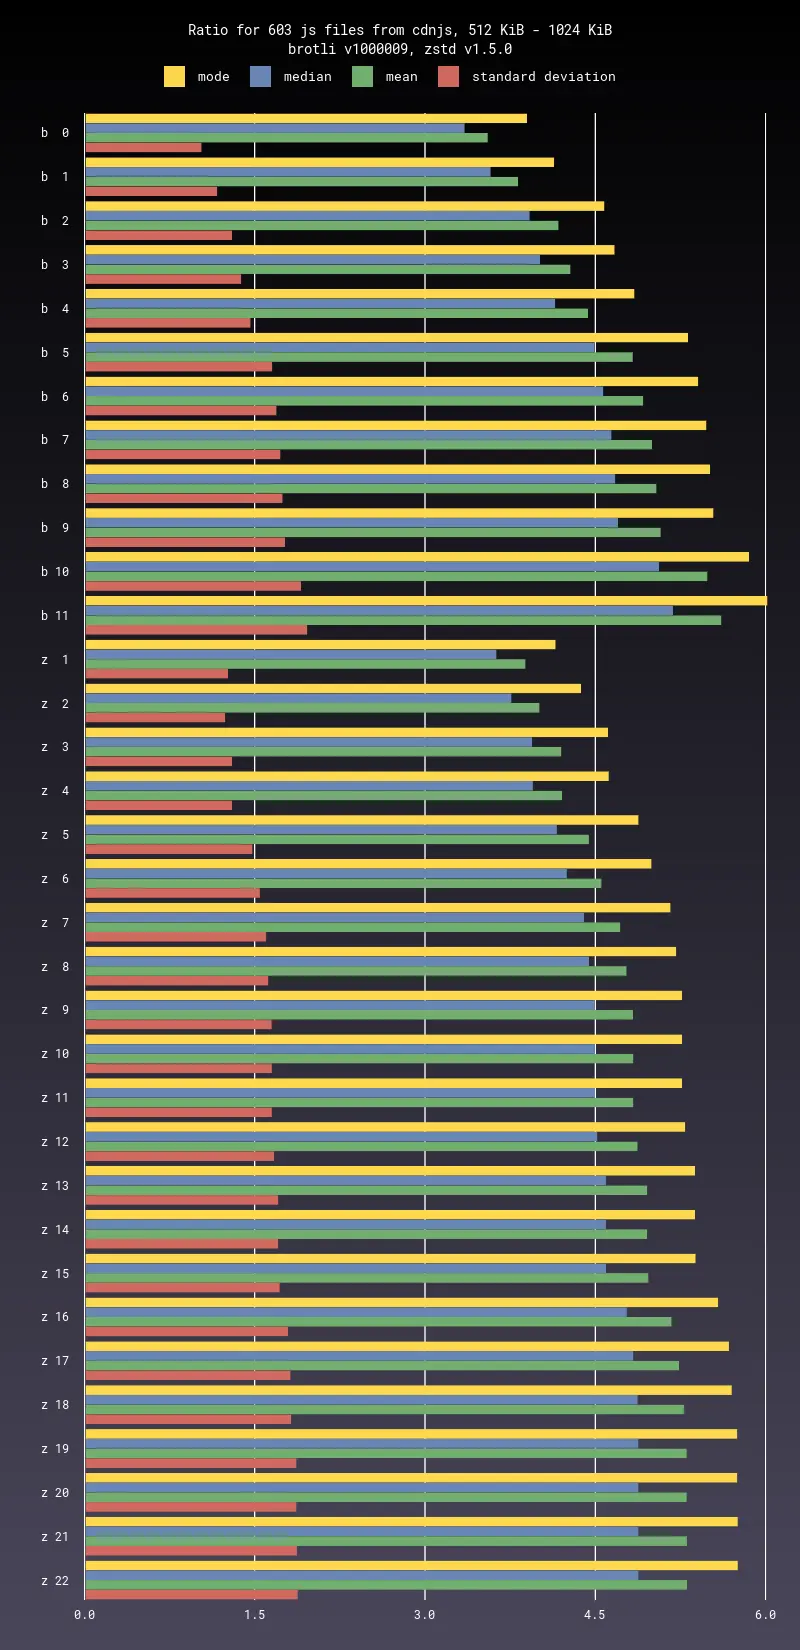 Ratio for 603 js files from cdnjs, 512 KiB - 1024 KiB
brotli v1000009, zstd v1.5.0
mode median mean standard deviation
b 0
b 1
b 2
b 3
b 4
b 5
b 6
b 7
b 8
b 9
b 10
b 11
z 1
z 2
z 3
z 4
z 5
z 6
z 7
z 8
z 9
z 10
z 11
z 12
z 13
z 14
z 15
z 16
z 17
z 18
z 19
z 20
z 21
z 22
0.0 1.5 3.0 4.5 6.0